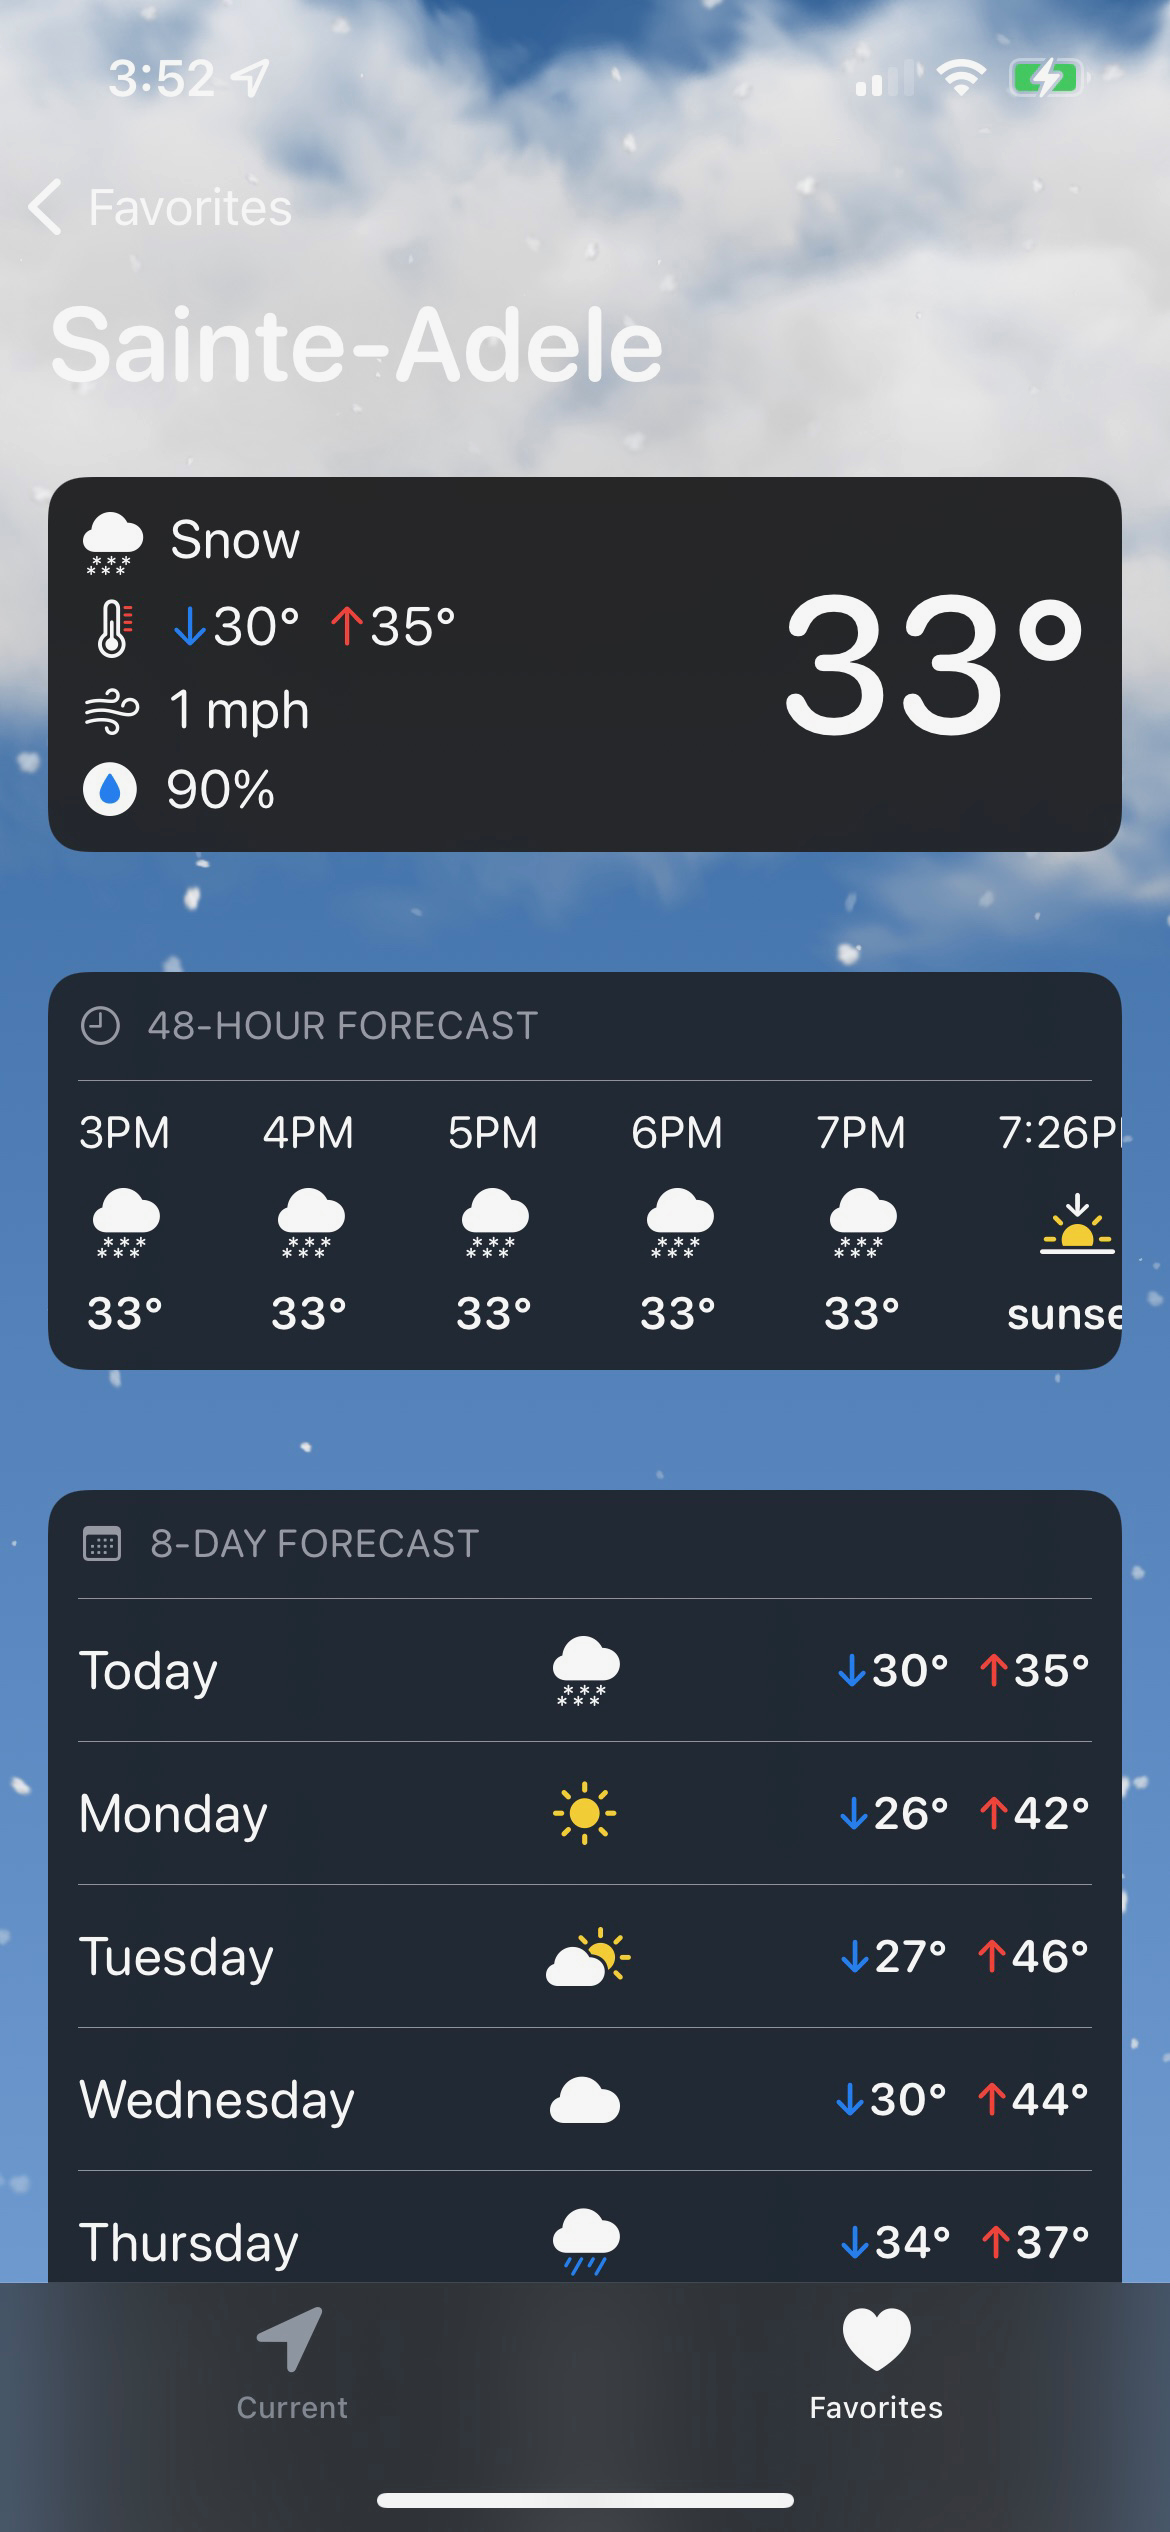 3:52
Favorites
Sainte-Adele
Snow
↓30° ↑35°
33°
1 mph
90%
48-HOUR FORECAST
3PM 4PM 5PM 6PM 7PM 7:26P
33° 33° 33° 33° 33° sunse
8-DAY FORECAST
Today ↓30° ↑35°
Monday ↓26° ↑42°
Tuesday ↓27° ↑46°
Wednesday ↓30° ↑44°
Thursday ↓34° ↑37°
Current Favorites